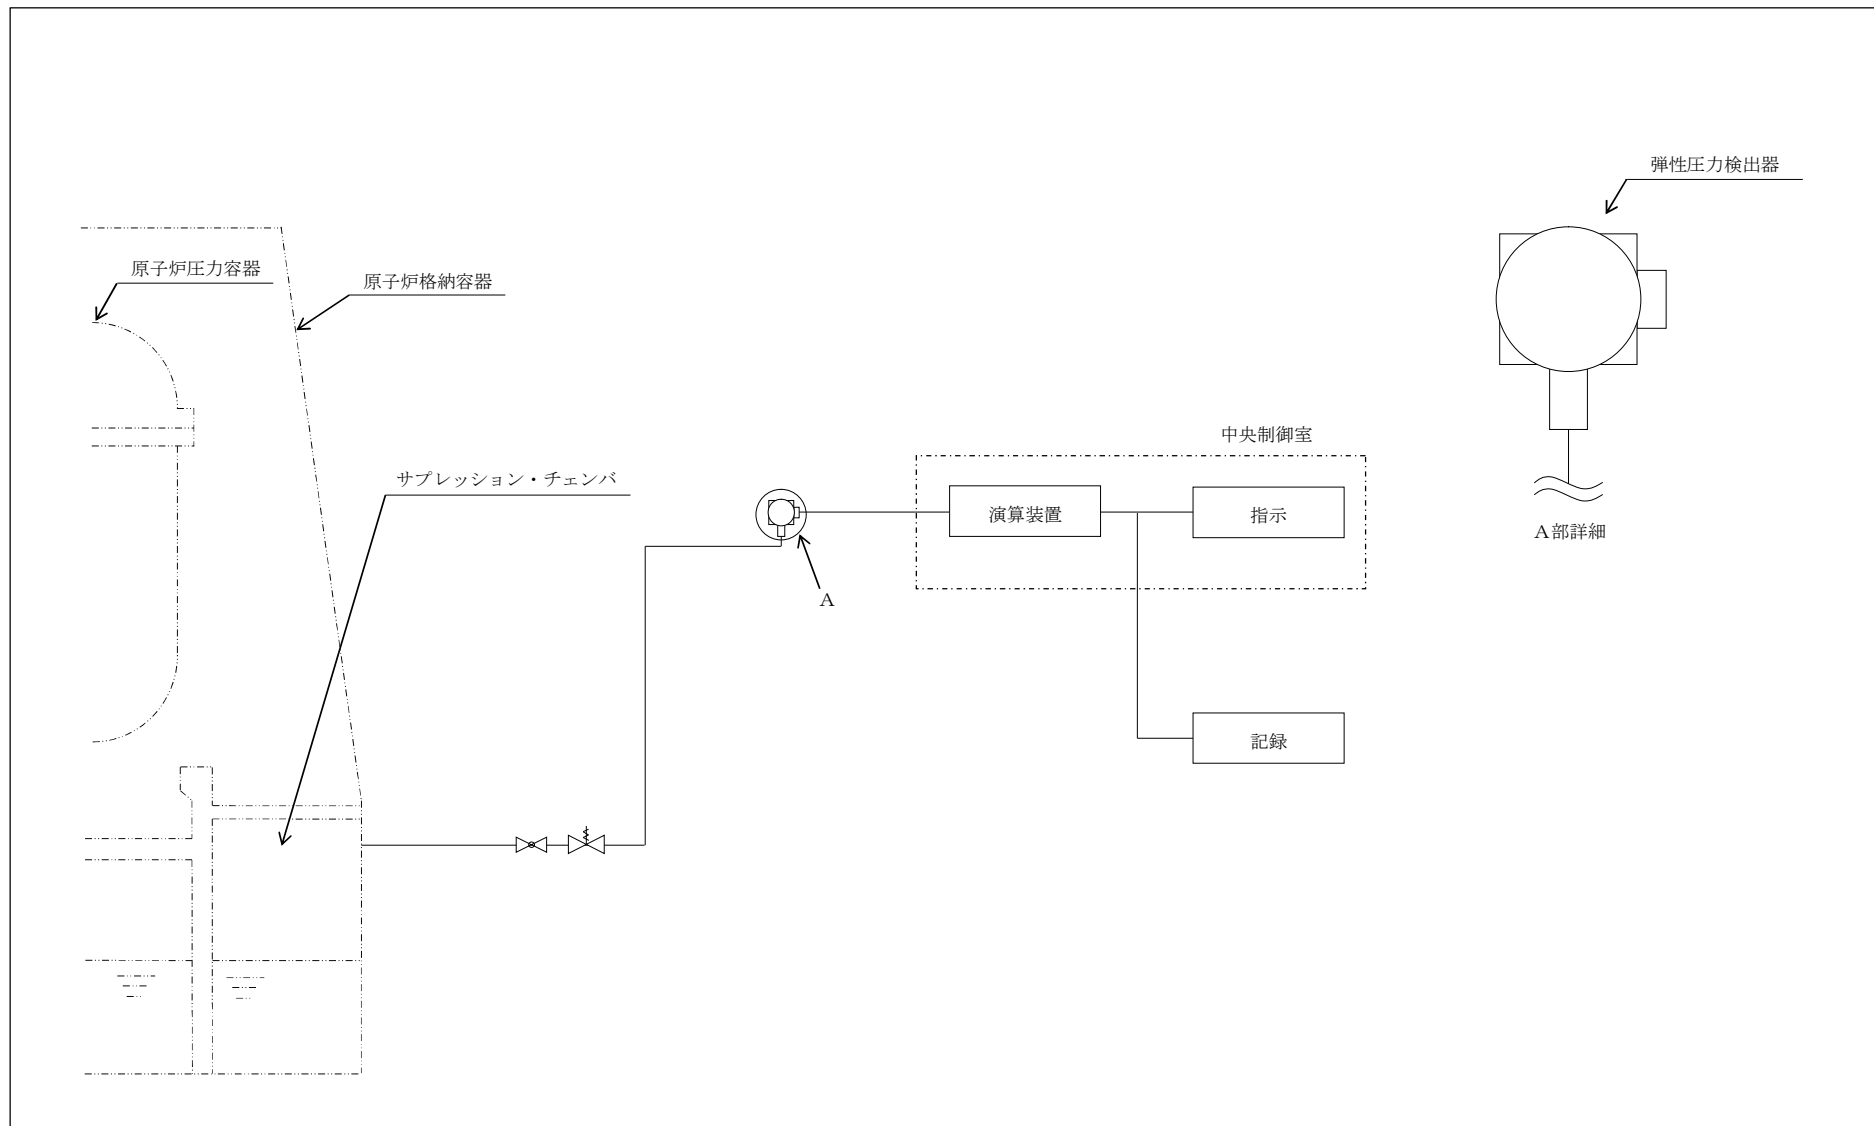 弾性圧力検出器
原子炉圧力容器
原子炉格納容器
中央制御室
サプレッション・チェンバ
演算装置
指示
A部詳細
A
記録